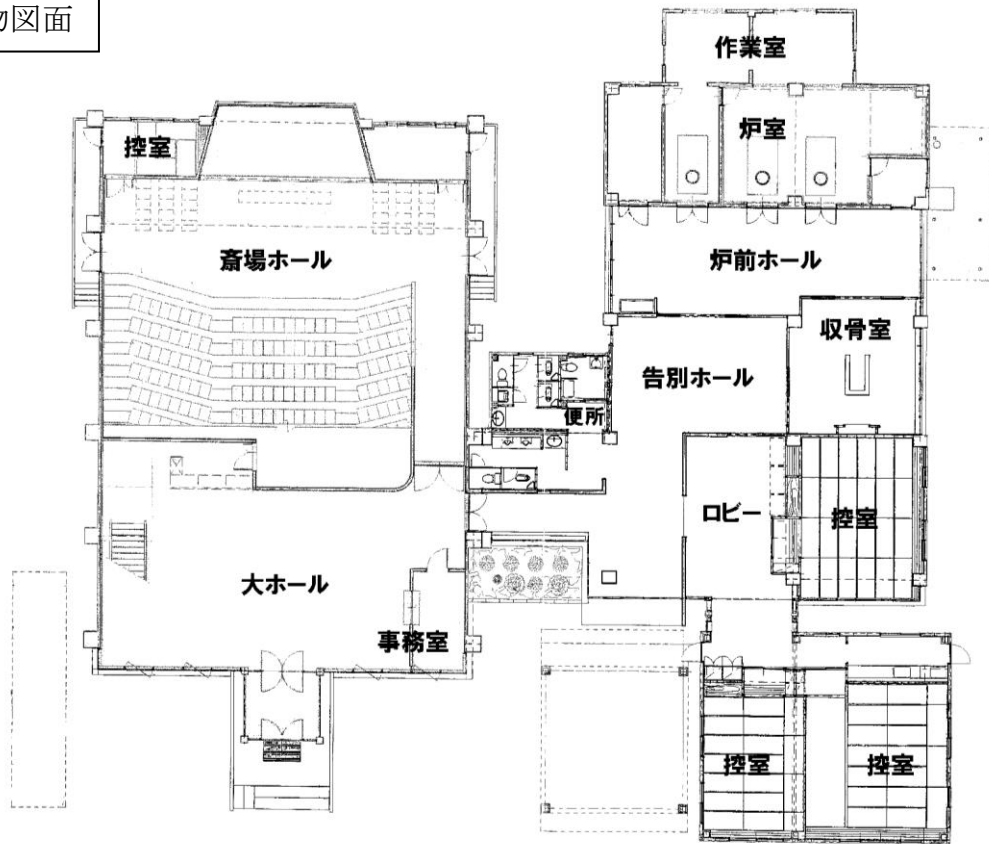 物図面
作業室
控室
炉室
斎場ホール
炉前ホール
収骨室
告別ホール
便所
ロビー
控室
大ホール
事務室
控室
控室